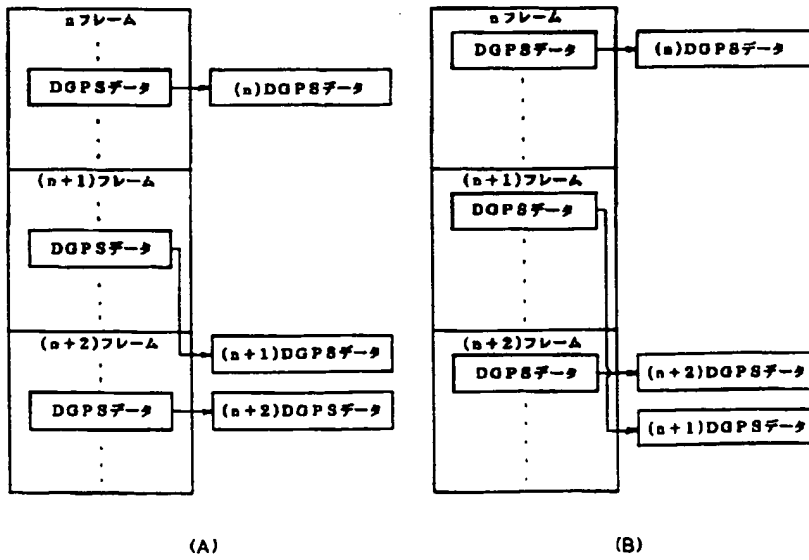 nフレーム
DGPSデータ
(n)DGPSデータ
(n+1)フレーム
DGPSデータ
(n+1)DGPSデータ
(n+2)フレーム
DGPSデータ
(n+2)DGPSデータ
(A)
nフレーム
DGPSデータ
(n)DGPSデータ
(n+1)フレーム
DGPSデータ
(n+2)フレーム
DGPSデータ
(n+2)DGPSデータ
(n+1)DGPSデータ
(B)